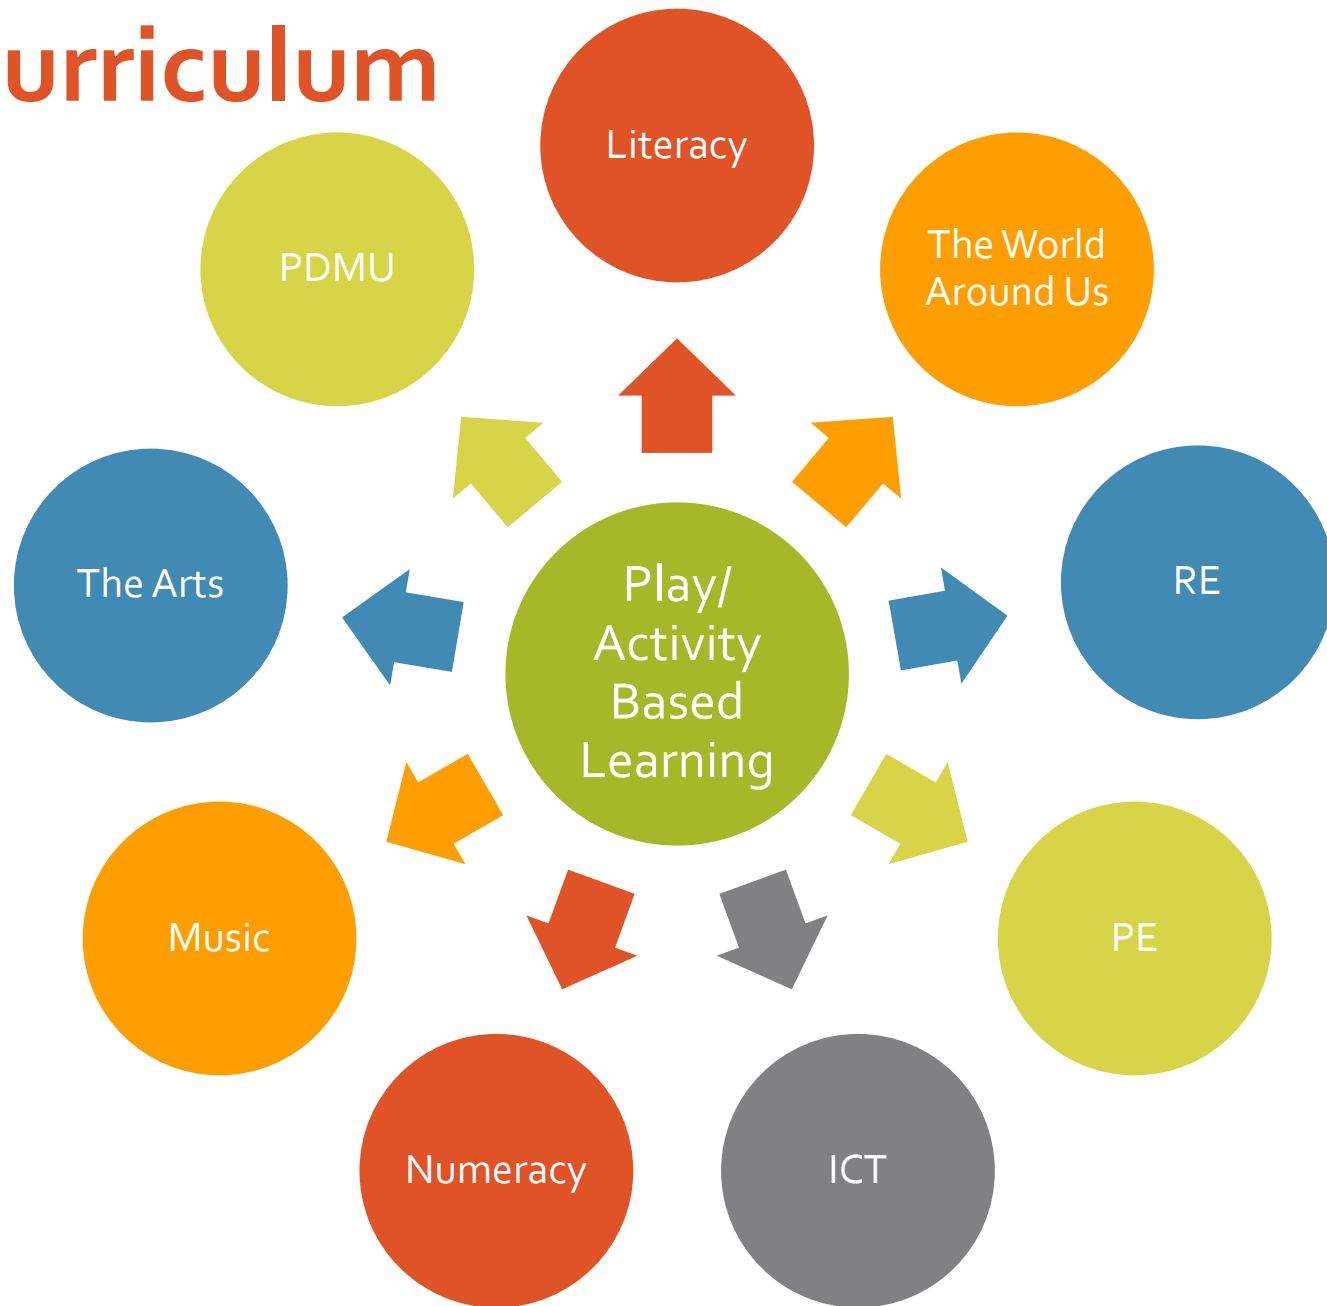 urriculum
Literacy
The World
Around Us
RE
PE
ICT
Numeracy
Music
The Arts
PDMU
Play/
Activity
Based
Learning